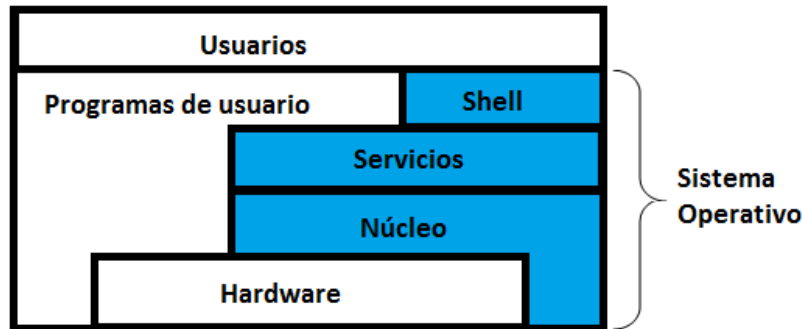 Usuarios
Programas de usuario
Shell
Servicios
Núcleo
Hardware
Sistema
Operativo